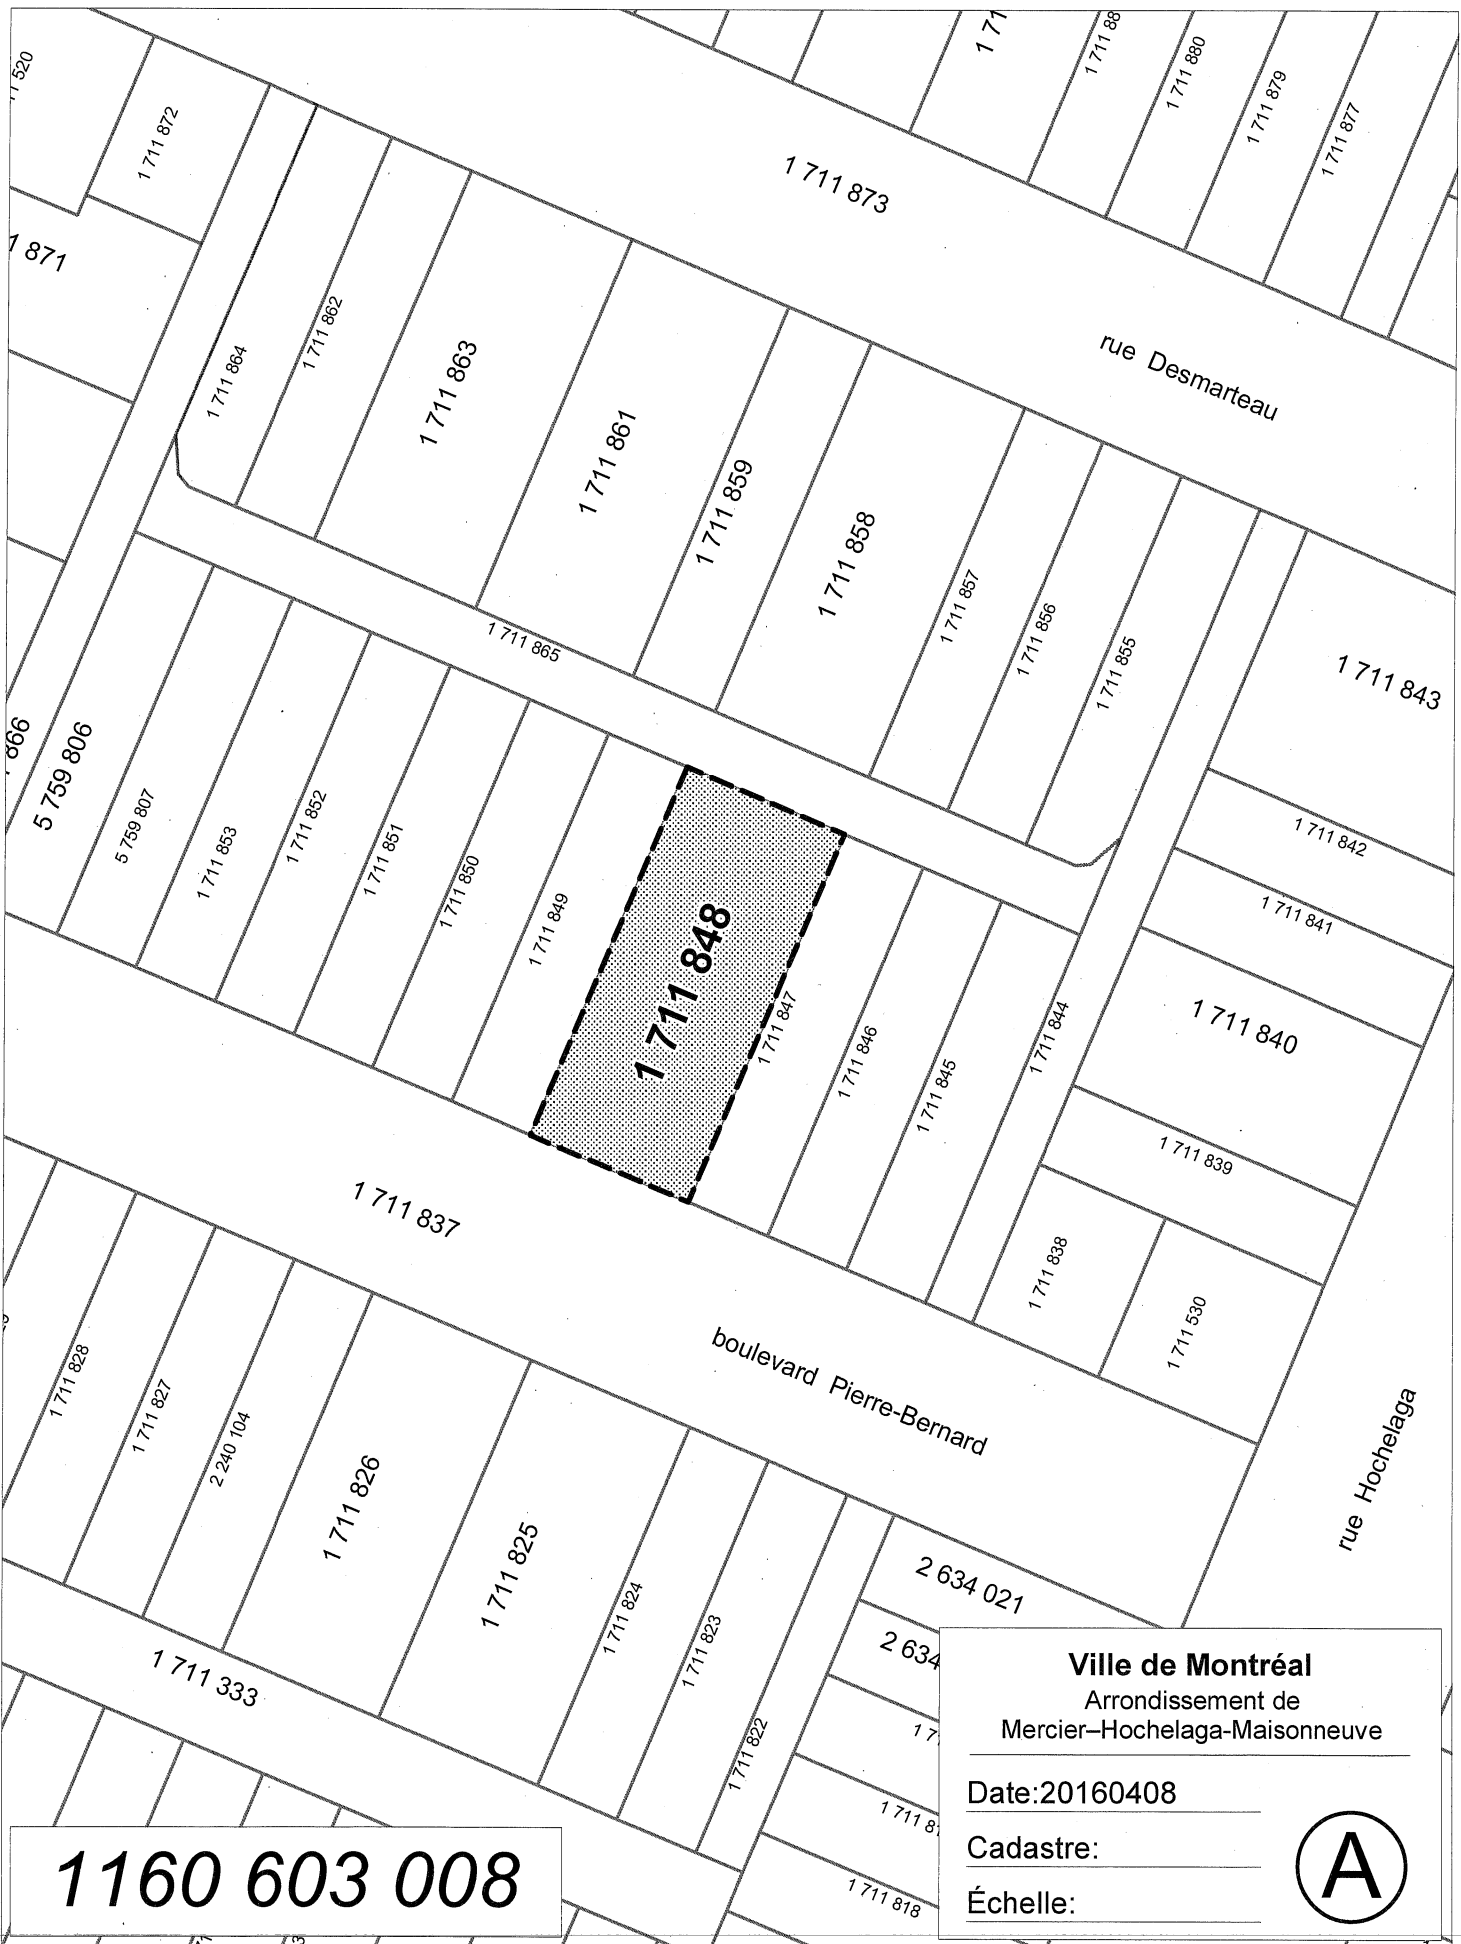 1 711 880
1 711 879
1 711 877
1 711 872
1 711 873
rue Desmarteau
1 711 864
1 711 862
1 711 863
1 711 861
1 711 859
1 711 858
1 711 857
1 711 856
1 711 855
1 711 865
1 711 843
1 711 842
1 711 841
1 711 840
1 711 839
1 711 838
1 711 530
5 759 806
5 759 807
1 711 853
1 711 852
1 711 851
1 711 850
1 711 849
1 711 848
1 711 847
1 711 846
1 711 845
1 711 844
1 711 837
boulevard Pierre-Bernard
rue Hochelaga
1 711 828
1 711 827
2 240 104
1 711 826
1 711 825
1 711 824
1 711 823
1 711 822
2 634 021
1 711 333
1 711 818
1160 603 008
Ville de Montréal
Arrondissement de
Mercier–Hochelaga-Maisonneuve
Date:20160408
Cadastre:
Échelle:
A